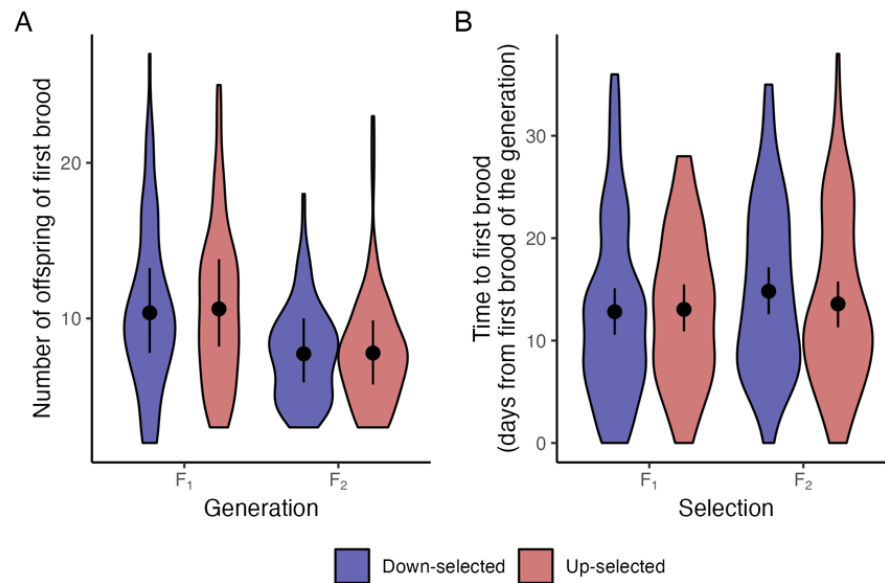 A
Number of offspring of first brood
20
10
F₁
F₂
Generation
B
Time to first brood
(days from first brood of the generation)
30
20
10
0
F₁
F₂
Selection
Down-selected
Up-selected